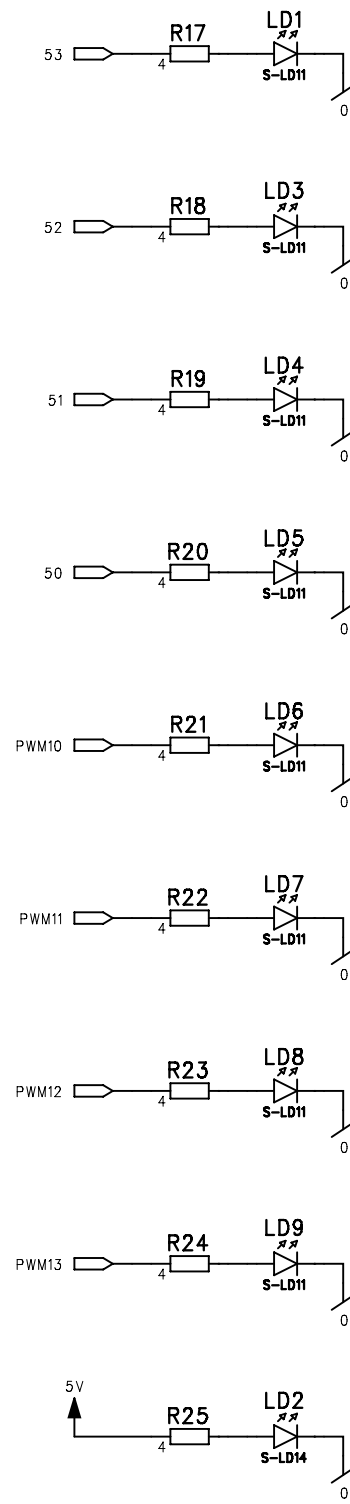 R17
LD1
53
4
S-LD11
0
R18
LD3
52
4
S-LD11
0
R19
LD4
51
4
S-LD11
0
R20
LD5
50
4
S-LD11
0
R21
LD6
PWM10
4
S-LD11
0
R22
LD7
PWM11
4
S-LD11
0
R23
LD8
PWM12
4
S-LD11
0
R24
LD9
PWM13
4
S-LD11
0
5V
R25
LD2
4
S-LD14
0